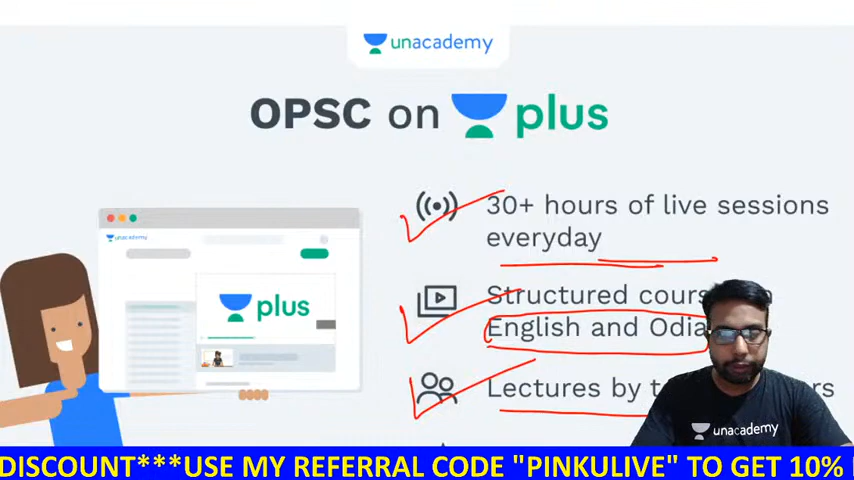 unacademy
OPSC on plus
30+ hours of live sessions
everyday
unacademy
plus
Structured
English and Odia
Lectures by
unacademy
DISCOUNT***USE MY REFERRAL CODE "PINKULIVE" TO GET 10%